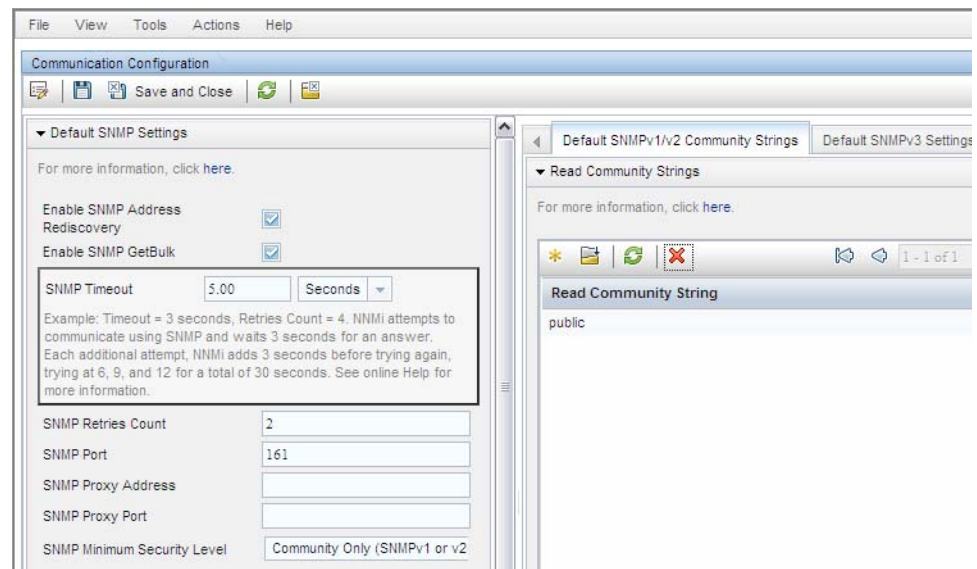 File View Tools Actions Help
Communication Configuration
Save and Close
Default SNMP Settings
For more information, click here.
Enable SNMP Address
Rediscovery
Enable SNMP GetBulk
SNMP Timeout 5.00 Seconds
Example: Timeout = 3 seconds, Retries Count = 4. NNMi attempts to
communicate using SNMP and waits 3 seconds for an answer.
Each additional attempt, NNMi adds 3 seconds before trying again,
trying at 6, 9, and 12 for a total of 30 seconds. See online Help for
more information.
SNMP Retries Count 2
SNMP Port 161
SNMP Proxy Address
SNMP Proxy Port
SNMP Minimum Security Level Community Only (SNMPv1 or v2
Default SNMPv1/v2 Community Strings Default SNMPv3 Settings
Read Community Strings
For more information, click here.
1 - 1 of 1
Read Community String
public